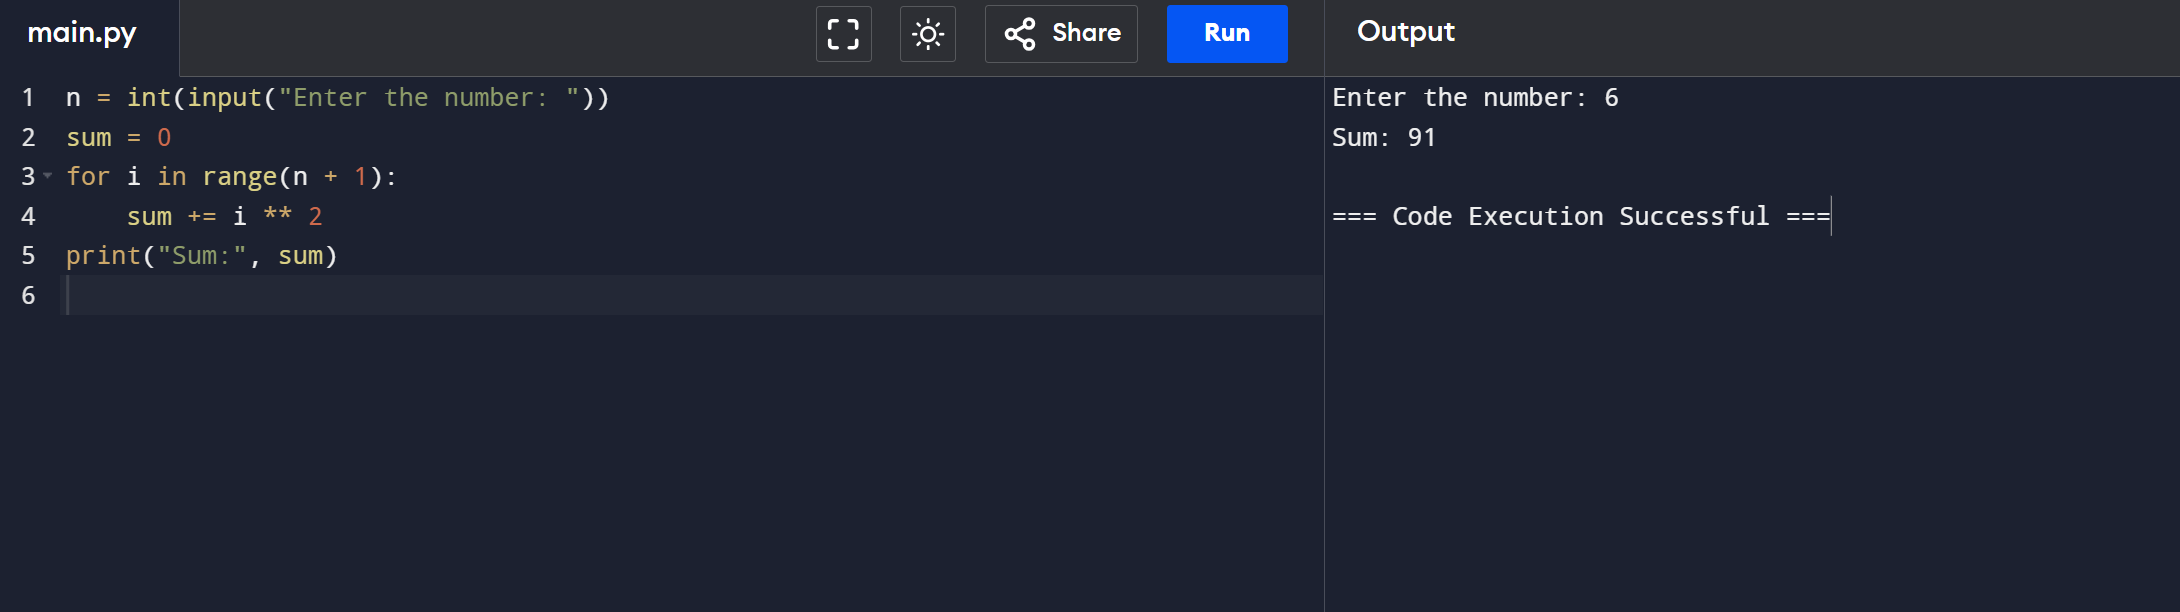 main.py
Share
Run
Output
1 n = int(input("Enter the number: "))
2 sum = 0
3 for i in range(n + 1):
4     sum += i ** 2
5 print("Sum:", sum)
6
Enter the number: 6
Sum: 91
=== Code Execution Successful ===